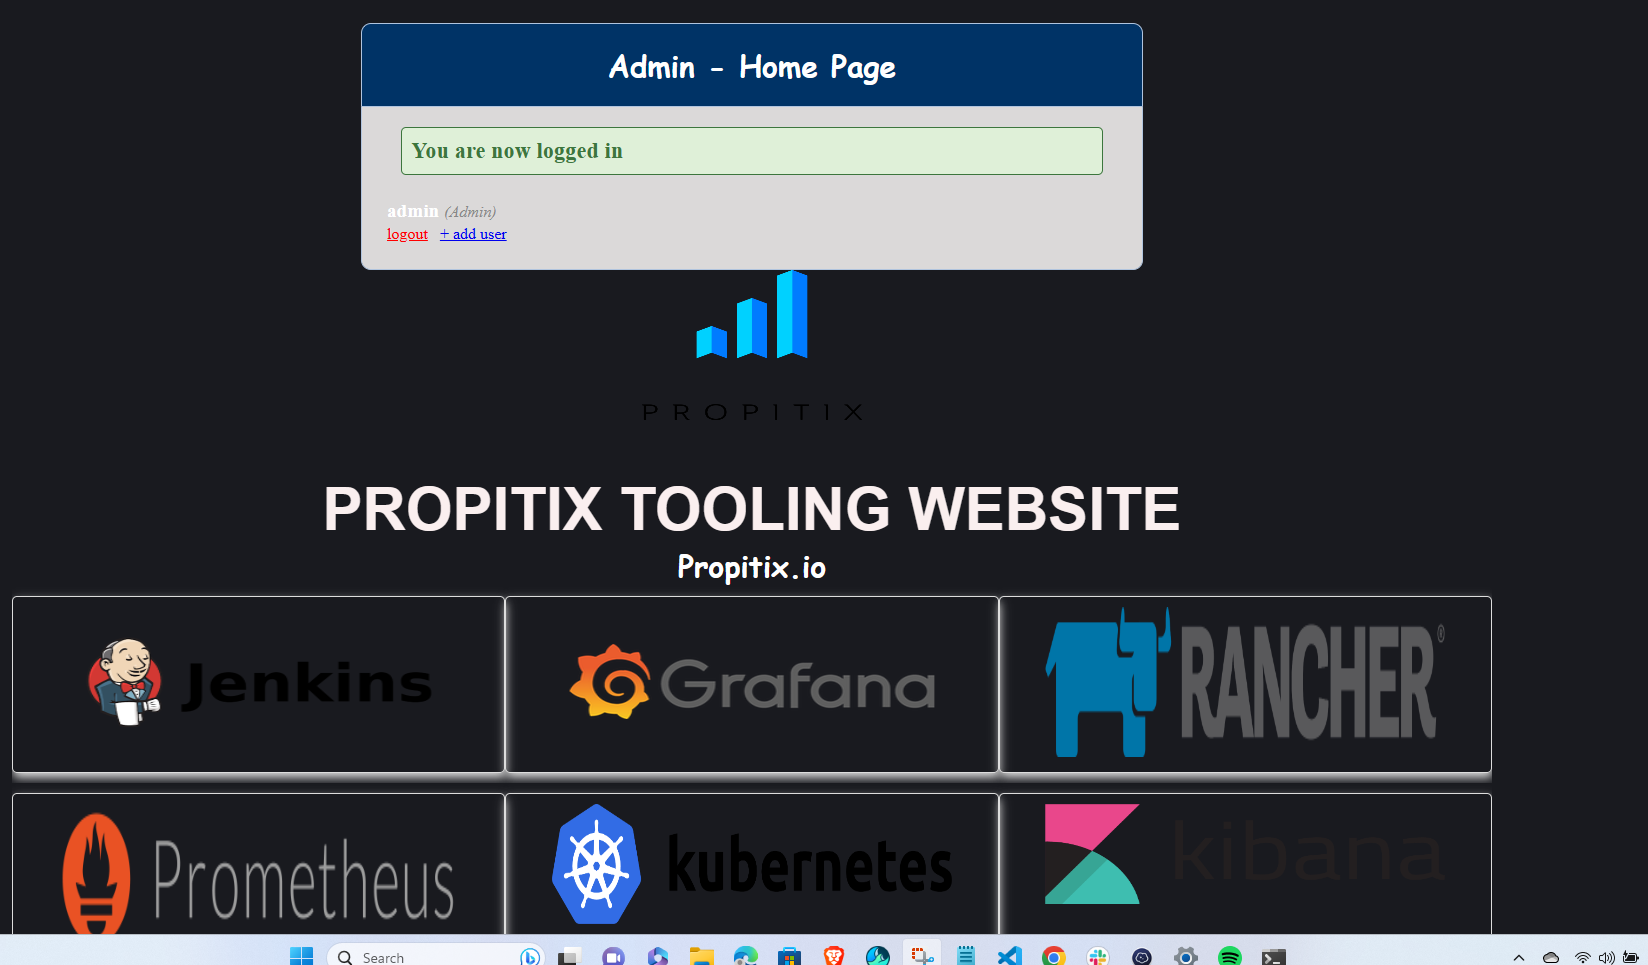 Admin - Home Page
You are now logged in
admin (Admin)
logout + add user
PROPITIX
PROPITIX TOOLING WEBSITE
Propitix.io
Jenkins
Grafana
RANCHER®
Prometheus
kubernetes
kibana
Search